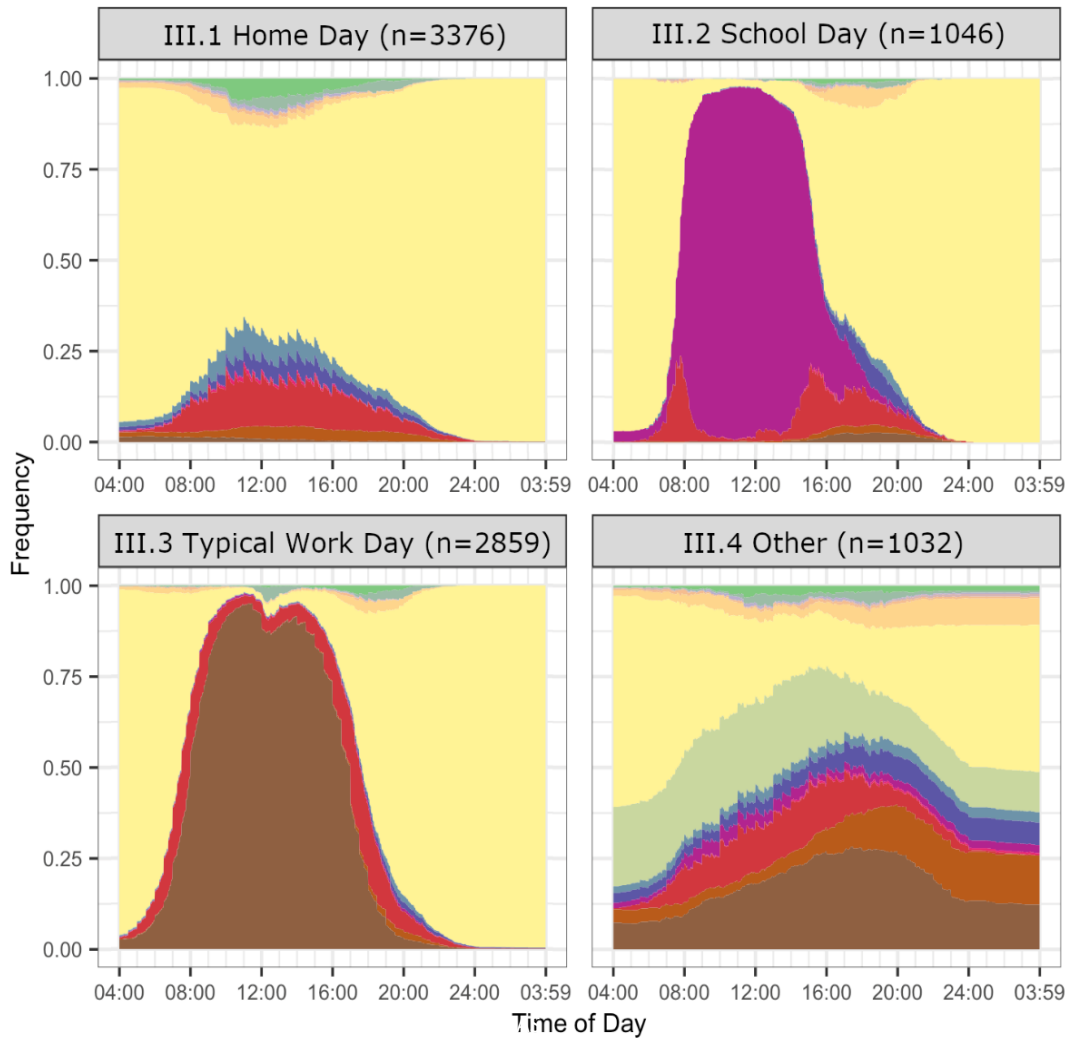 III.1 Home Day (n=3376)
III.2 School Day (n=1046)
1.00
0.75
0.50
0.25
0.00
04:00 08:00 12:00 16:00 20:00 24:00 03:59
04:00 08:00 12:00 16:00 20:00 24:00 03:59
Frequency
III.3 Typical Work Day (n=2859)
III.4 Other (n=1032)
1.00
0.75
0.50
0.25
0.00
04:00 08:00 12:00 16:00 20:00 24:00 03:59
04:00 08:00 12:00 16:00 20:00 24:00 03:59
Time of Day